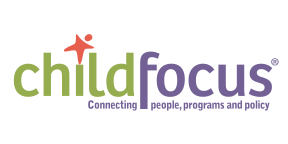 childfocus®
Connecting people, programs and policy